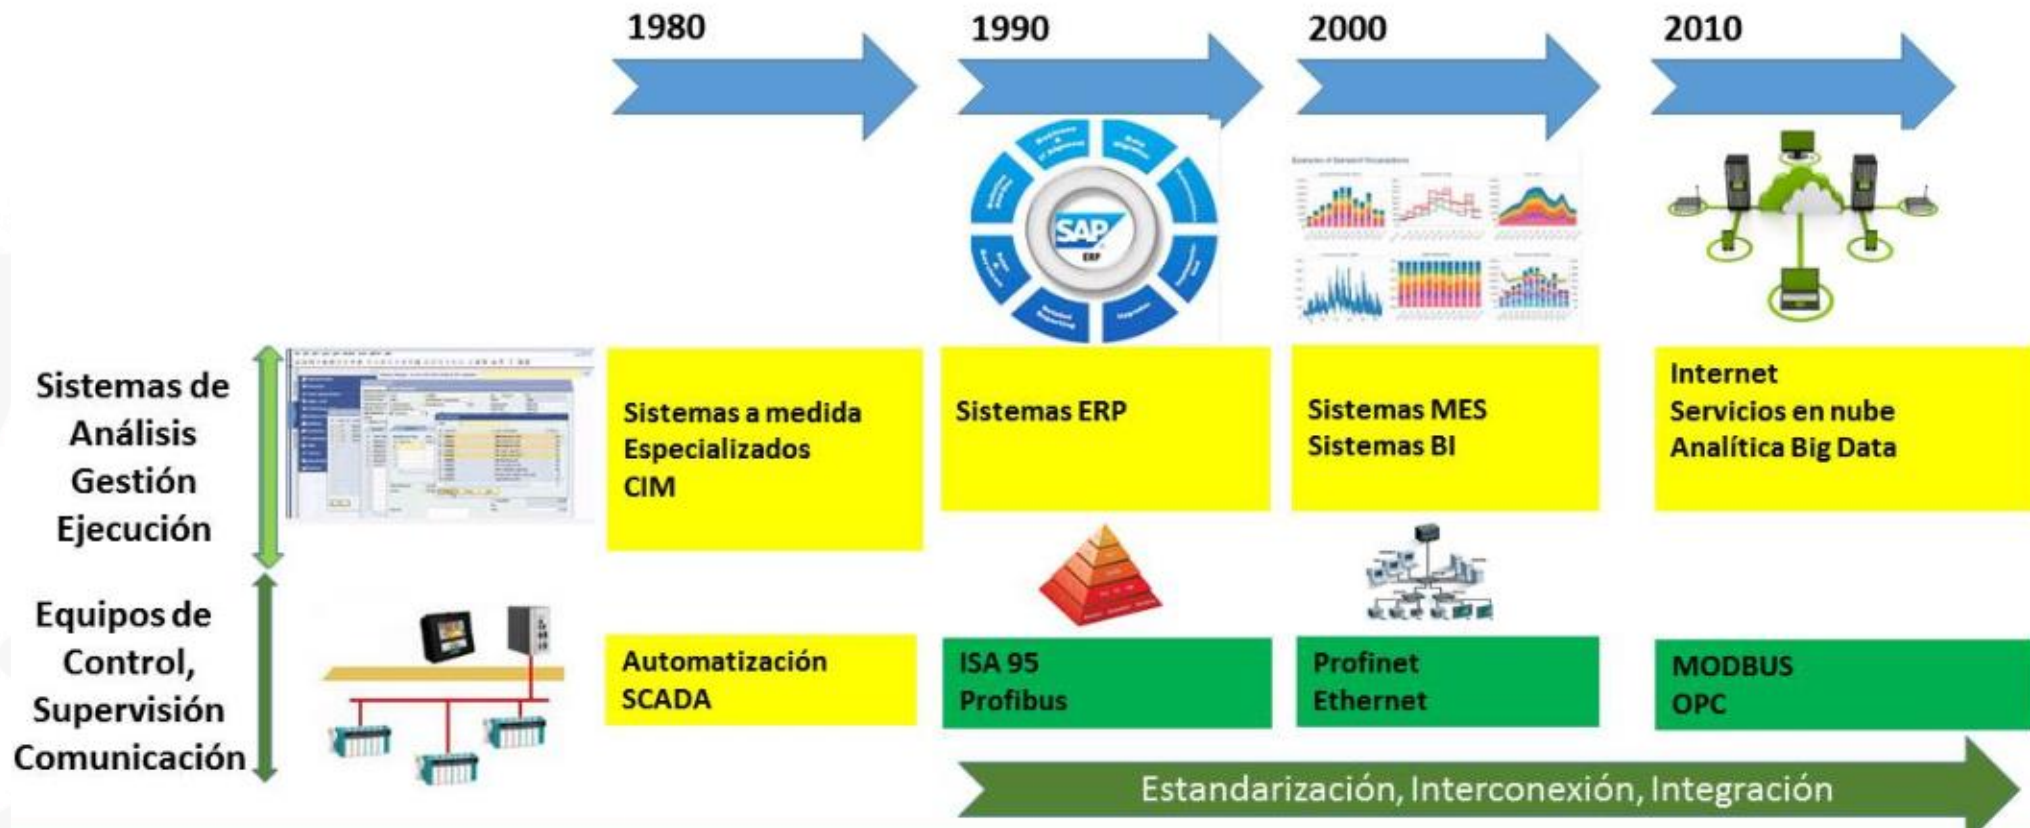 1980
1990
2000
2010
SAP
ERP
Sistemas de
Análisis
Gestión
Ejecución
Sistemas a medida
Especializados
CIM
Sistemas ERP
Sistemas MES
Sistemas BI
Internet
Servicios en nube
Analítica Big Data
Equipos de
Control,
Supervisión
Comunicación
Automatización
SCADA
ISA 95
Profibus
Profinet
Ethernet
MODBUS
OPC
Estandarización, Interconexión, Integración